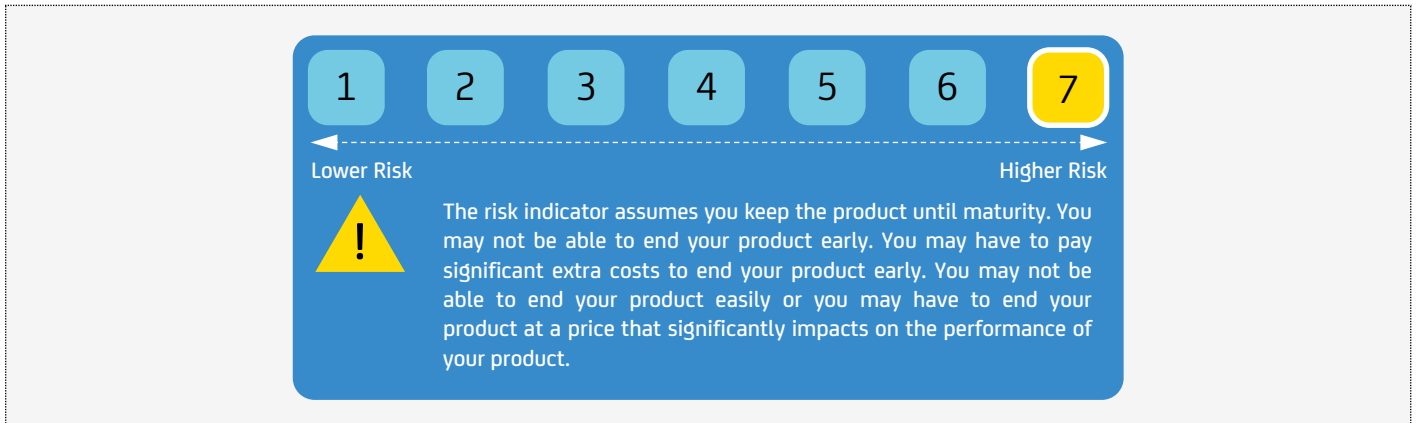 1 2 3 4 5 6 7
Lower Risk Higher Risk
!
The risk indicator assumes you keep the product until maturity. You
may not be able to end your product early. You may have to pay
significant extra costs to end your product early. You may not be
able to end your product easily or you may have to end your
product at a price that significantly impacts on the performance of
your product.